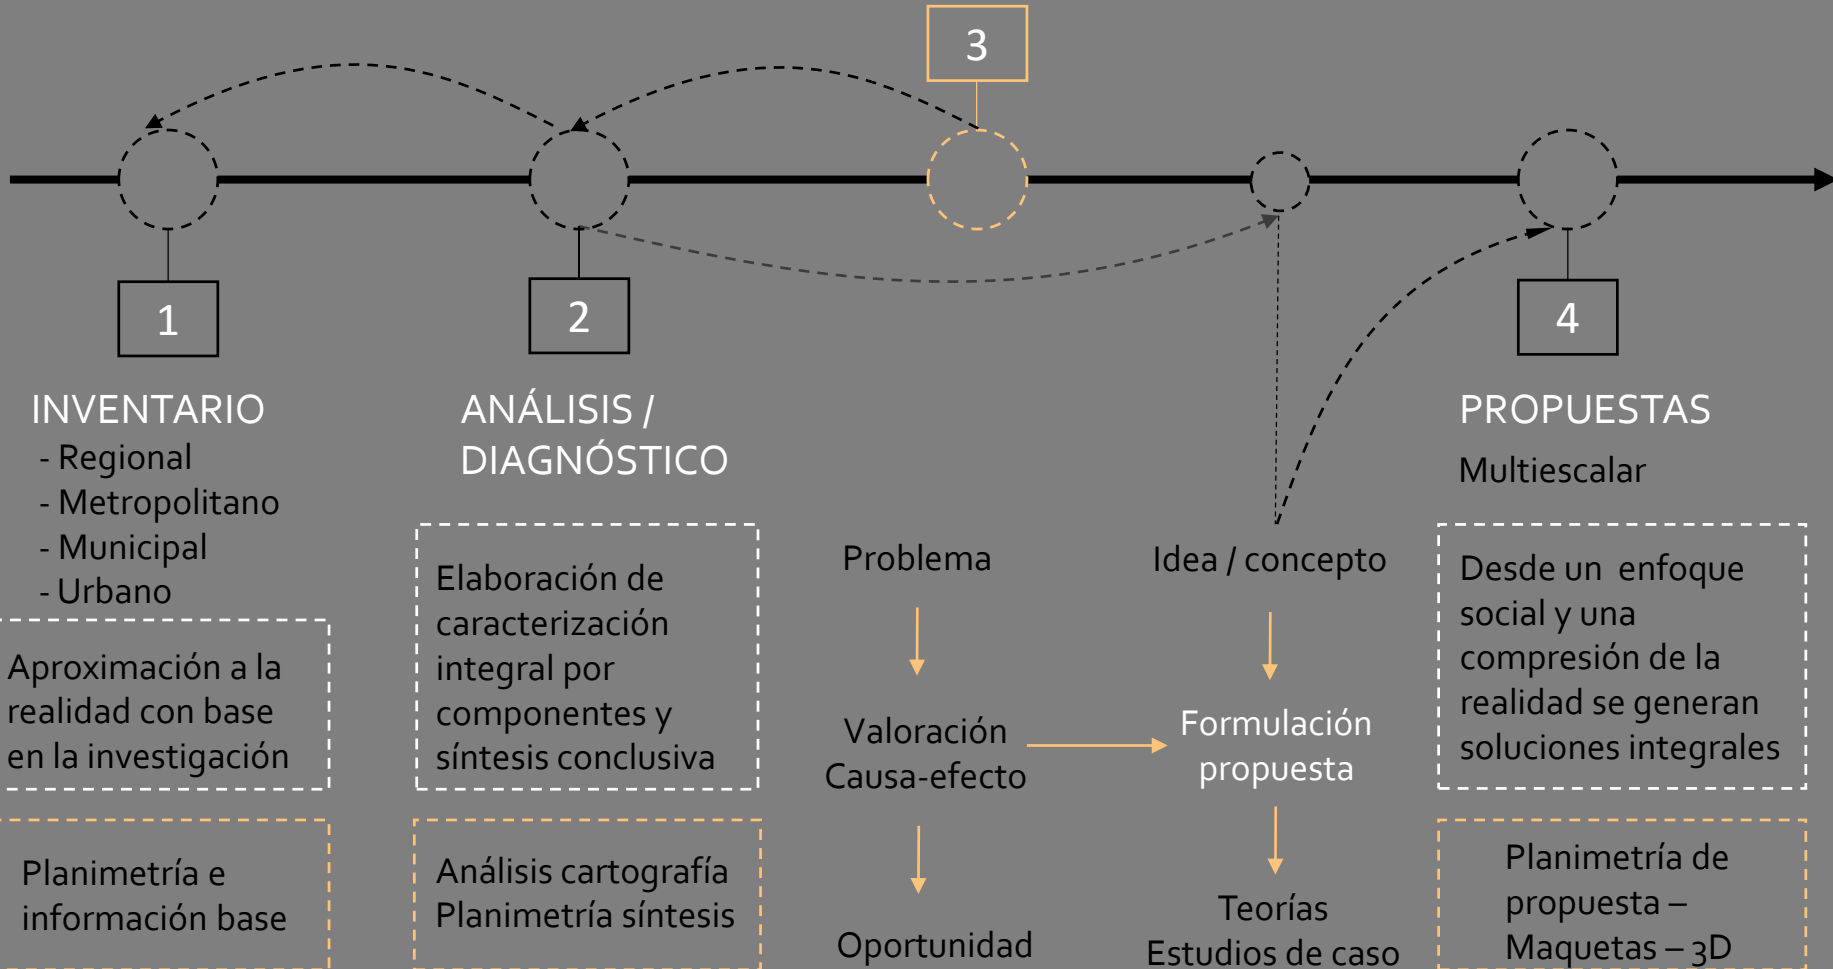 3
1
2
4
INVENTARIO
- Regional
- Metropolitano
- Municipal
- Urbano
Aproximación a la
realidad con base
en la investigación
Planimetría e
información base
ANÁLISIS /
DIAGNÓSTICO
Elaboración de
caracterización
integral por
componentes y
síntesis conclusiva
Análisis cartografía
Planimetría síntesis
Problema
Valoración
Causa-efecto
Oportunidad
Idea / concepto
Formulación
propuesta
Teorías
Estudios de caso
PROPUESTAS
Multiescalar
Desde un enfoque
social y una
compresión de la
realidad se generan
soluciones integrales
Planimetría de
propuesta –
Maquetas – 3D